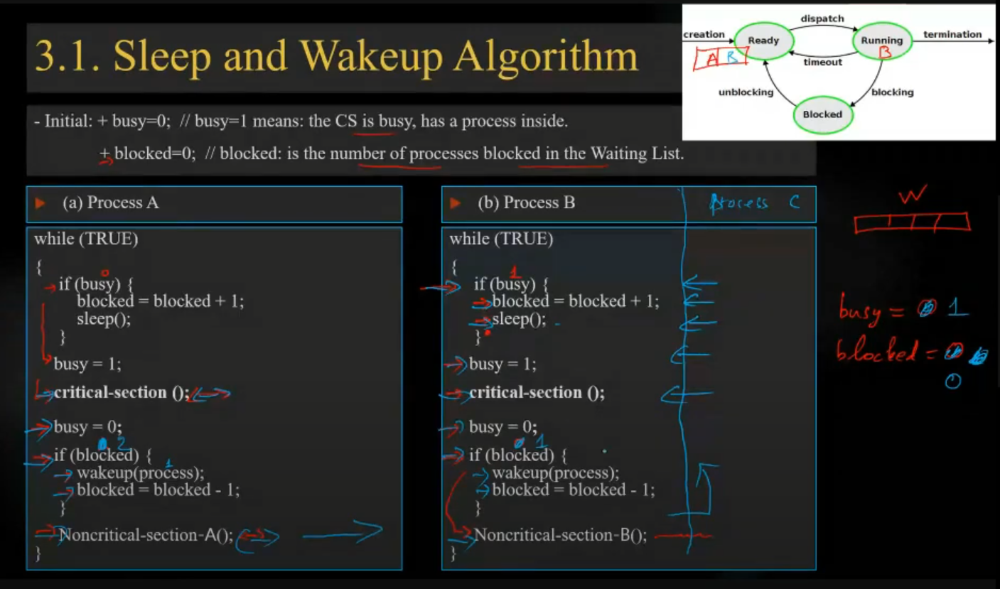 3.1. Sleep and Wakeup Algorithm
creation
Ready
dispatch
Running
termination
A B
B
timeout
unblocking
blocking
Blocked
- Initial: + busy=0;  // busy=1 means: the CS is busy, has a process inside.
+ blocked=0;  // blocked: is the number of processes blocked in the Waiting List.
(a) Process A
while (TRUE)
{
0
if (busy) {
blocked = blocked + 1;
sleep();
}
busy = 1;
critical-section ();
busy = 0;
2
if (blocked) {
1
wakeup(process);
blocked = blocked - 1;
}
Noncritical-section-A();
}
(b) Process B
while (TRUE)
{
1
if (busy) {
blocked = blocked + 1;
sleep();
}
busy = 1;
critical-section ();
busy = 0;
1
if (blocked) {
wakeup(process);
blocked = blocked - 1;
}
Noncritical-section-B();
}
Process C
W
busy = 1
blocked =
0